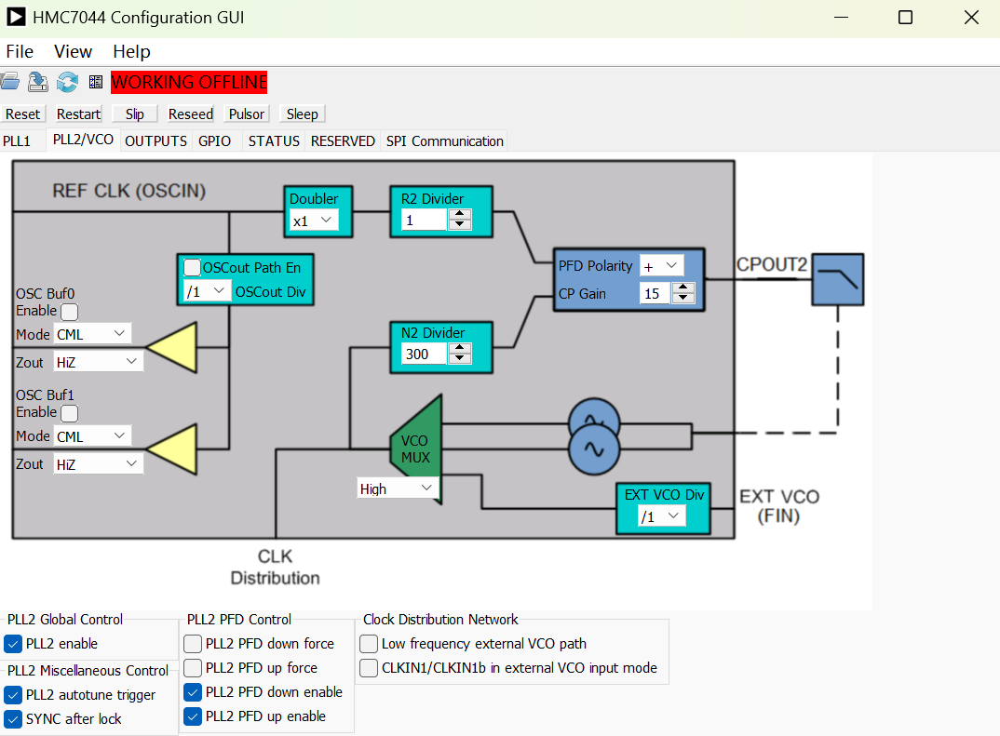 HMC7044 Configuration GUI
File View Help
WORKING OFFLINE
Reset Restart Slip Reseed Pulsor Sleep
PLL1 PLL2/VCO OUTPUTS GPIO STATUS RESERVED SPI Communication
REF CLK (OSCIN)
Doubler
x1
R2 Divider
1
OSCout Path En
/1 OSCout Div
PFD Polarity +
CP Gain 15
CPOUT2
OSC Buf0
Enable
Mode CML
Zout HiZ
N2 Divider
300
OSC Buf1
Enable
Mode CML
Zout HiZ
VCO
MUX
High
EXT VCO Div
/1
EXT VCO
(FIN)
CLK
Distribution
PLL2 Global Control
PLL2 enable
PLL2 Miscellaneous Control
PLL2 autotune trigger
SYNC after lock
PLL2 PFD Control
PLL2 PFD down force
PLL2 PFD up force
PLL2 PFD down enable
PLL2 PFD up enable
Clock Distribution Network
Low frequency external VCO path
CLKIN1/CLKIN1b in external VCO input mode